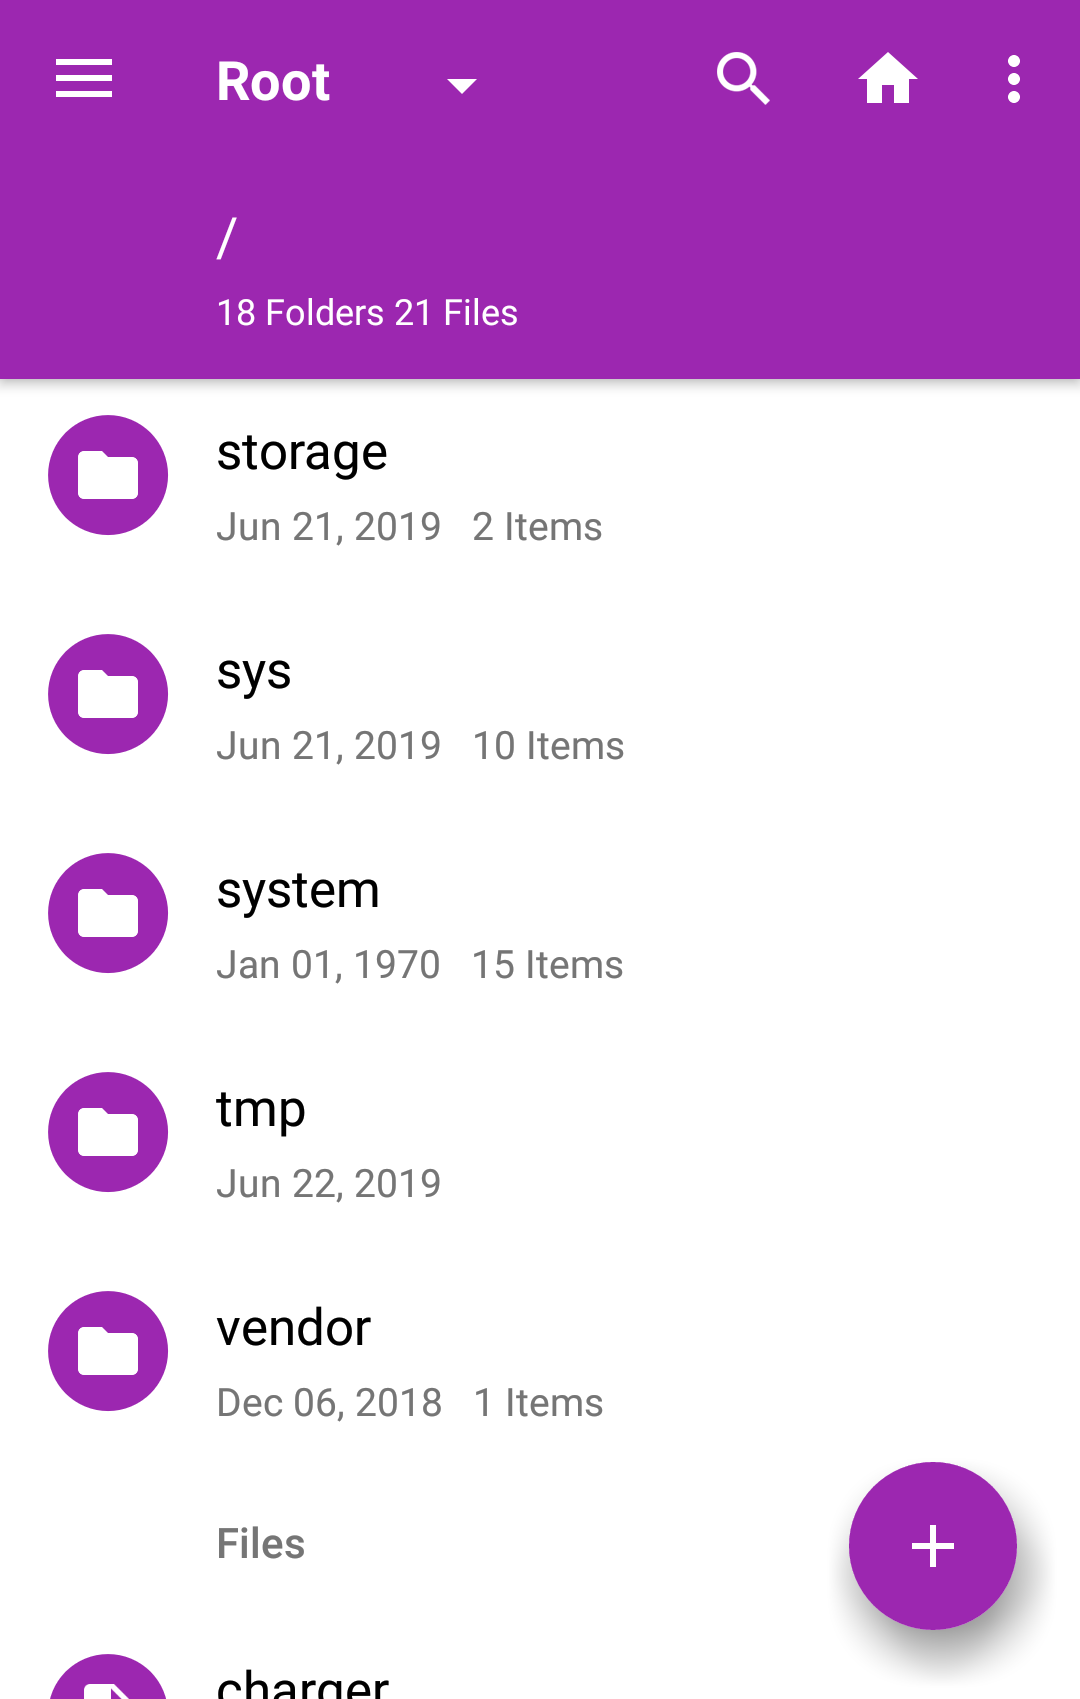 Root
/
18 Folders 21 Files
storage
Jun 21, 2019 2 Items
sys
Jun 21, 2019 10 Items
system
Jan 01, 1970 15 Items
tmp
Jun 22, 2019
vendor
Dec 06, 2018 1 Items
Files
charger